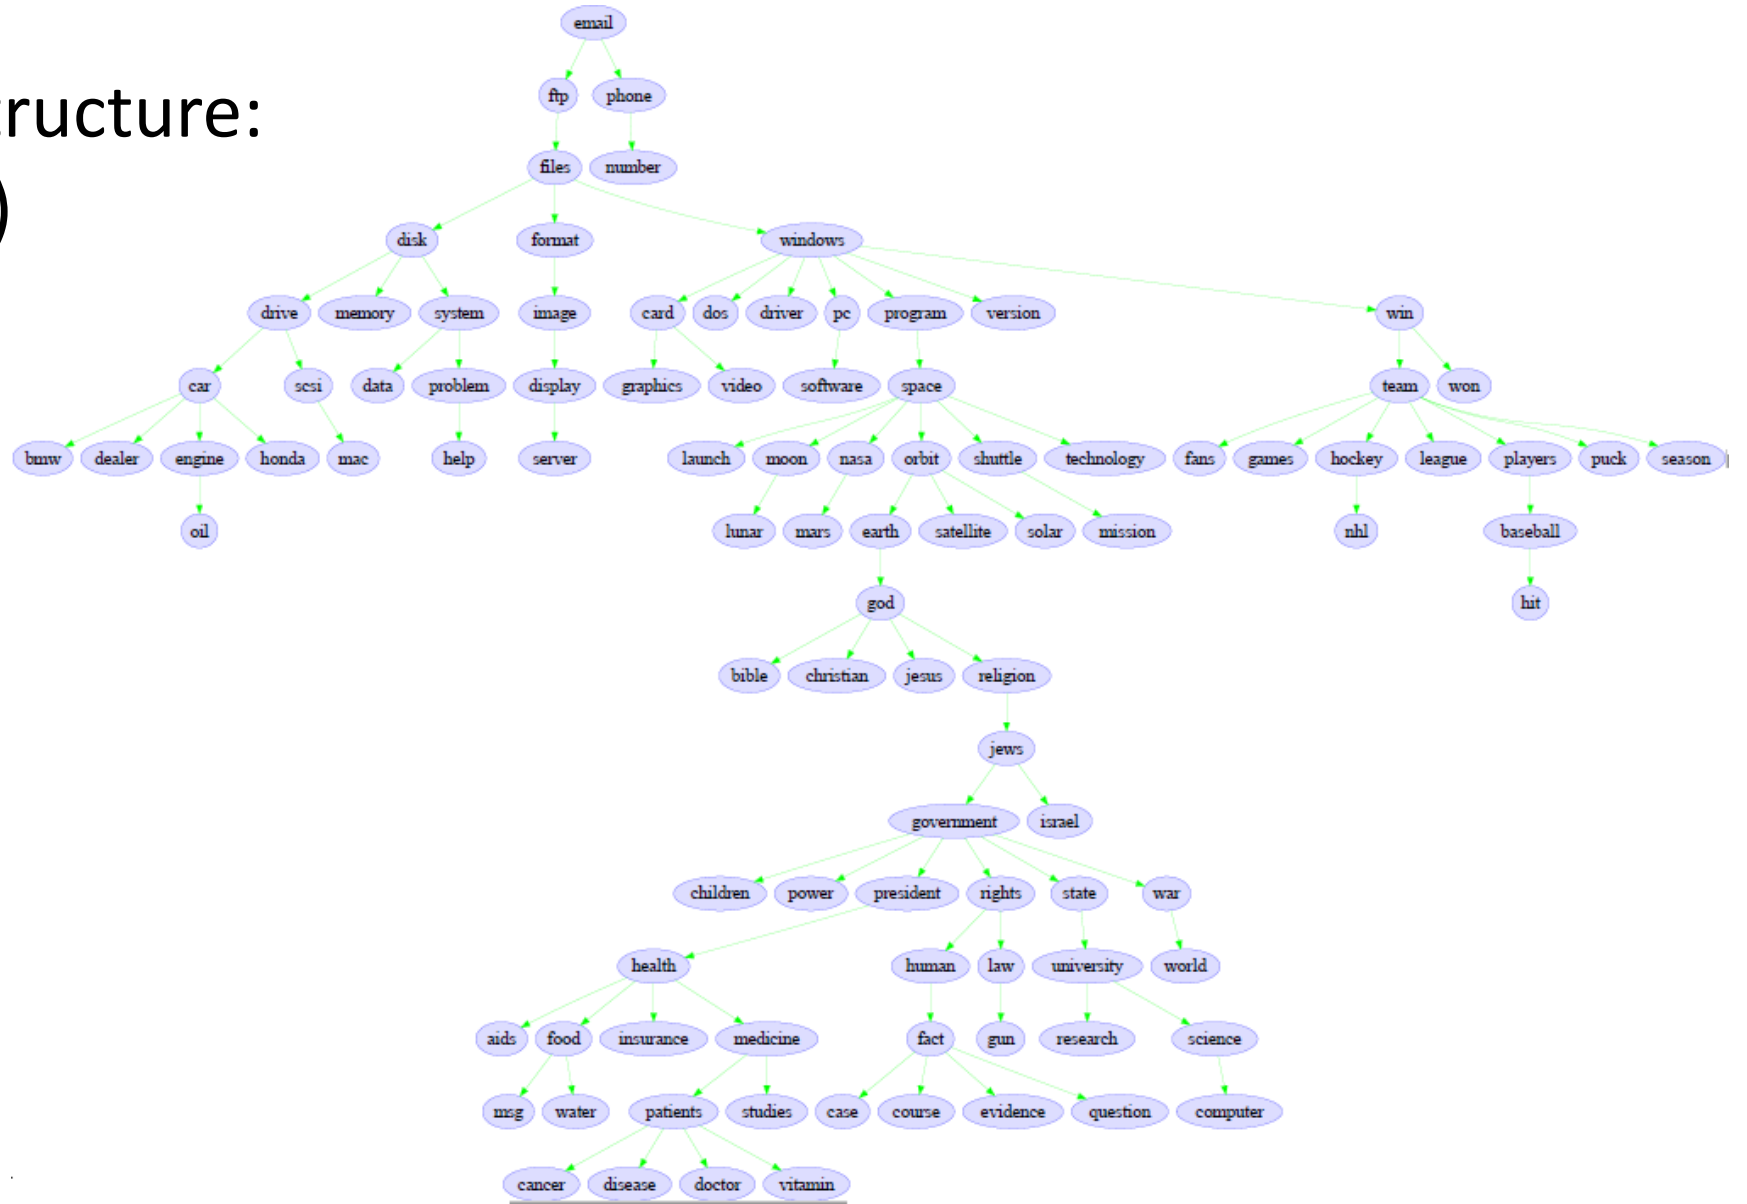 email
ftp phone
ructure:
files number
)
disk format windows
drive memory system image card dos driver pc program version win
car scsi data problem display graphics video software space team won
bmw dealer engine honda mac help server launch moon nasa orbit shuttle technology fans games hockey league players puck season
oil lunar mars earth satellite solar mission nhl baseball
god hit
bible christian jesus religion
jews
government israel
children power president rights state war
health human law university world
aids food insurance medicine fact gun research science
msg water patients studies case course evidence question computer
cancer disease doctor vitamin